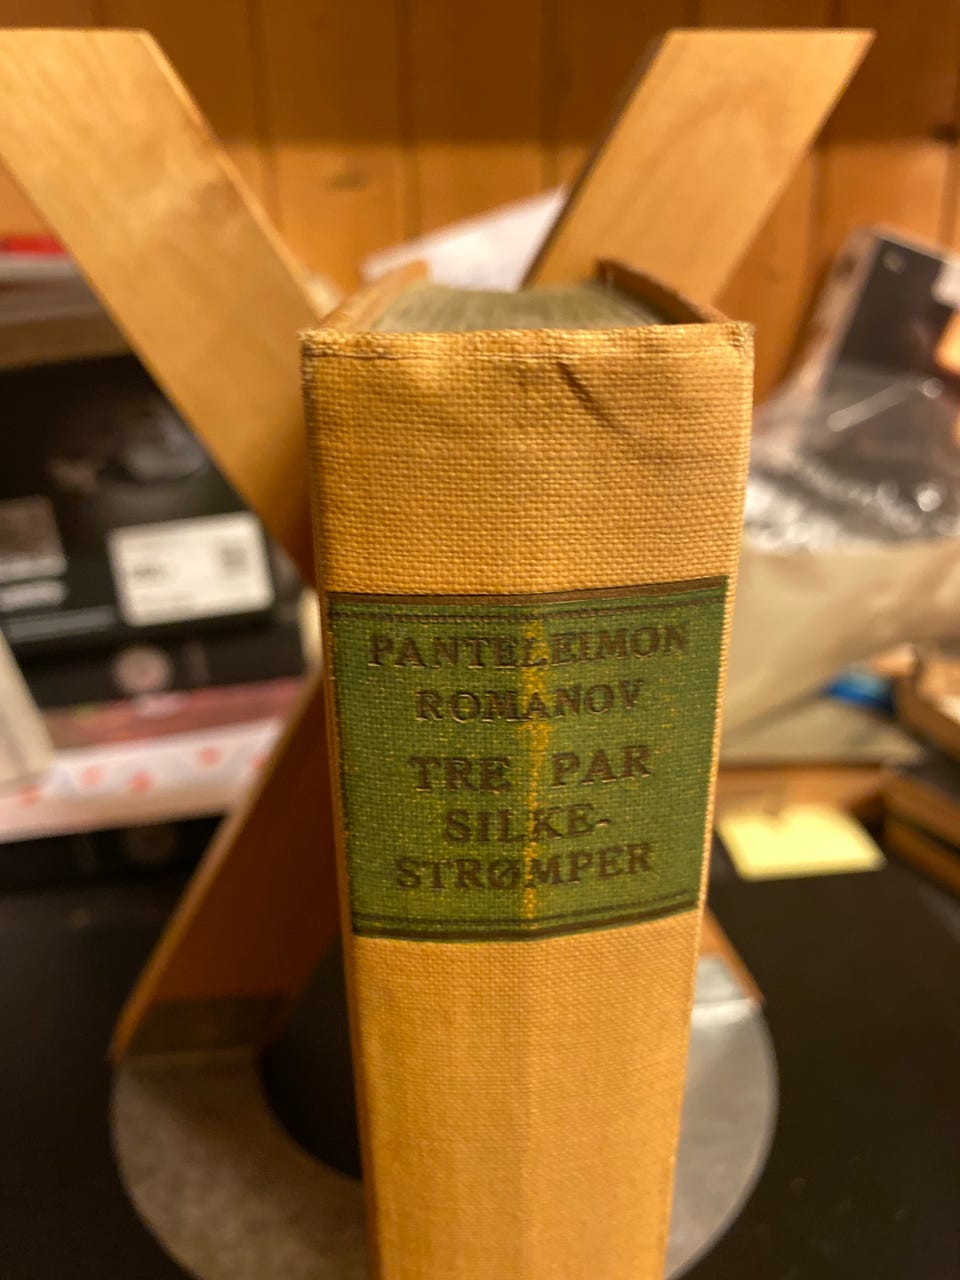 PANTELEIMON
ROMANOV
TRE PAR
SILKE-
STRØMPER